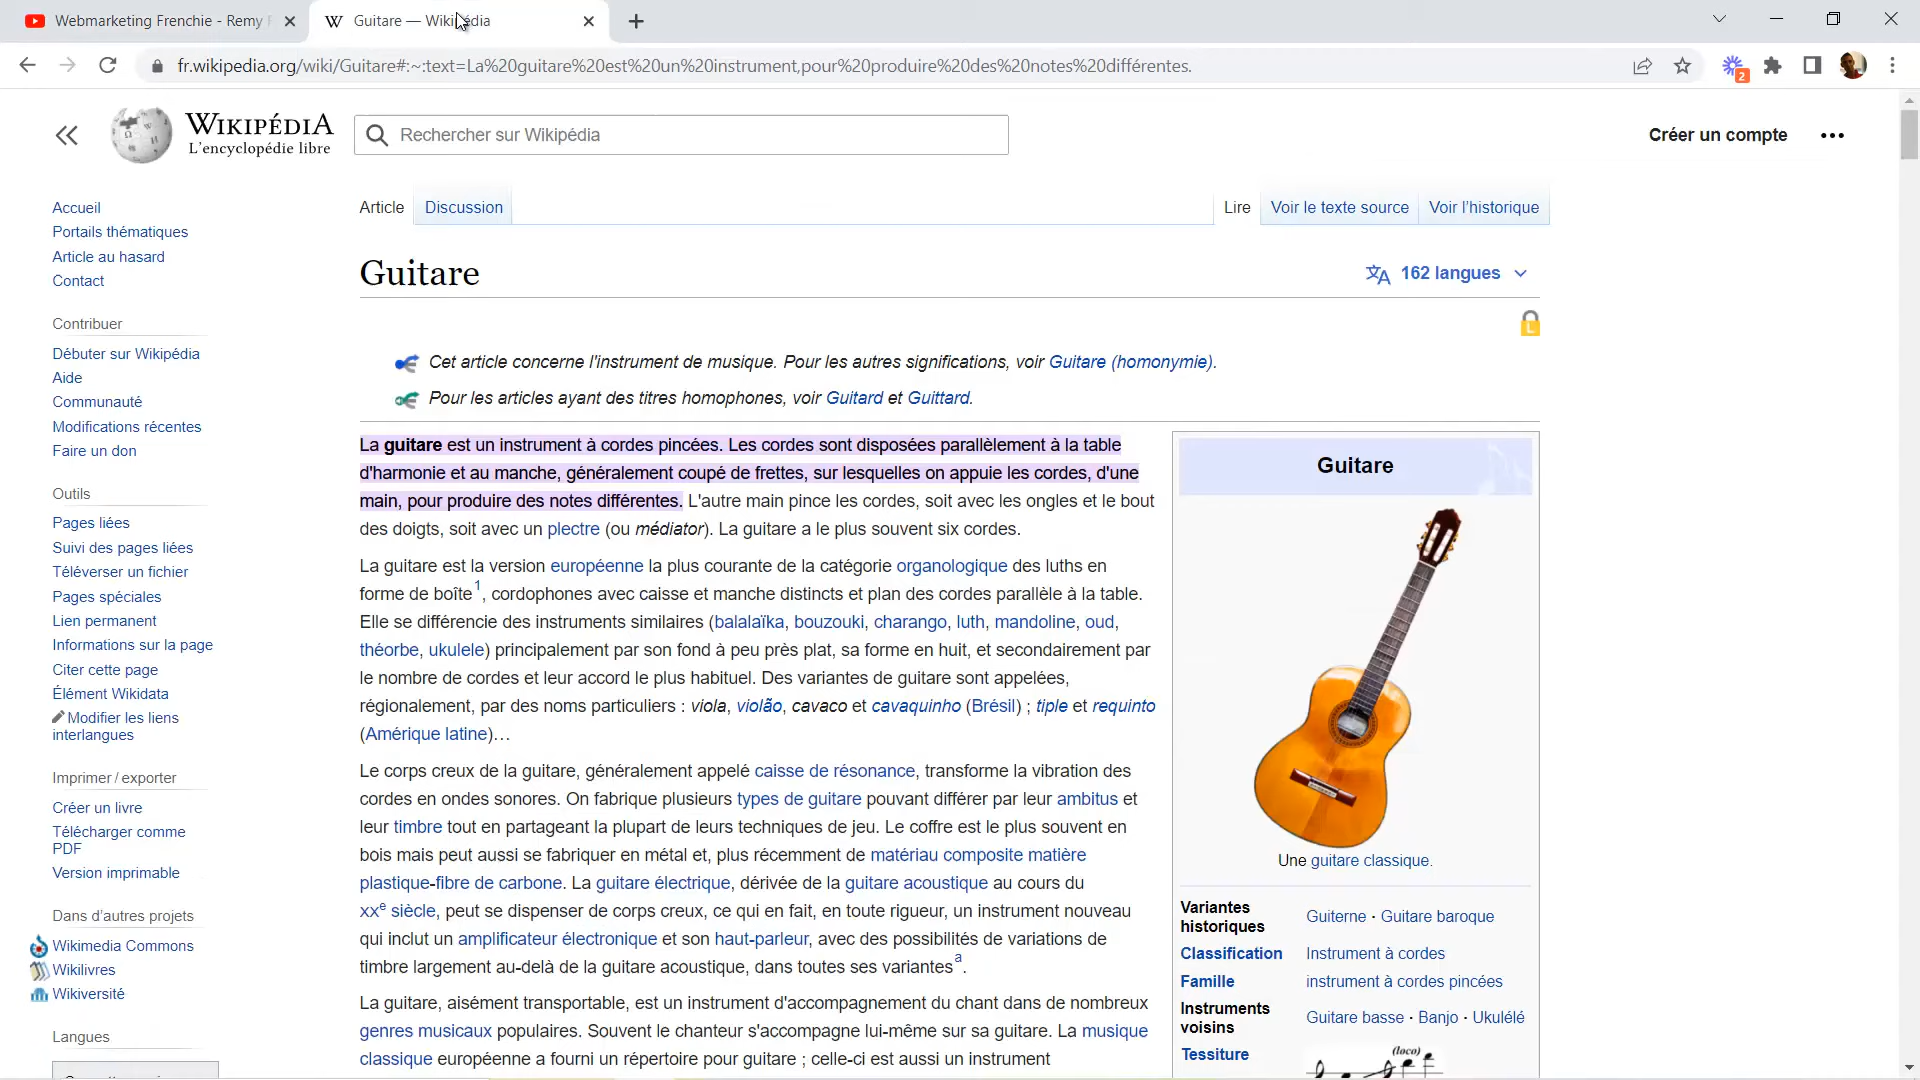 Webmarketing Frenchie - Remy
Guitare — Wikipédia
fr.wikipedia.org/wiki/Guitare#:~:text=La%20guitare%20est%20un%20instrument,pour%20produire%20des%20notes%20différentes.
2
WIKIPÉDIA
L'encyclopédie libre
Rechercher sur Wikipédia
Créer un compte
Accueil
Portails thématiques
Article au hasard
Contact
Contribuer
Débuter sur Wikipédia
Aide
Communauté
Modifications récentes
Faire un don
Outils
Pages liées
Suivi des pages liées
Téléverser un fichier
Pages spéciales
Lien permanent
Informations sur la page
Citer cette page
Élément Wikidata
Modifier les liens
interlangues
Imprimer / exporter
Créer un livre
Télécharger comme
PDF
Version imprimable
Dans d'autres projets
Wikimedia Commons
Wikilivres
Wikiversité
Langues
Article Discussion Lire Voir le texte source Voir l'historique
Guitare
162 langues
Cet article concerne l'instrument de musique. Pour les autres significations, voir Guitare (homonymie).
Pour les articles ayant des titres homophones, voir Guitard et Guittard.
La guitare est un instrument à cordes pincées. Les cordes sont disposées parallèlement à la table
d'harmonie et au manche, généralement coupé de frettes, sur lesquelles on appuie les cordes, d'une
main, pour produire des notes différentes. L'autre main pince les cordes, soit avec les ongles et le bout
des doigts, soit avec un plectre (ou médiator). La guitare a le plus souvent six cordes.
La guitare est la version européenne la plus courante de la catégorie organologique des luths en
forme de boîte1, cordophones avec caisse et manche distincts et plan des cordes parallèle à la table.
Elle se différencie des instruments similaires (balalaïka, bouzouki, charango, luth, mandoline, oud,
théorbe, ukulele) principalement par son fond à peu près plat, sa forme en huit, et secondairement par
le nombre de cordes et leur accord le plus habituel. Des variantes de guitare sont appelées,
régionalement, par des noms particuliers : viola, violão, cavaco et cavaquinho (Brésil) ; tiple et requinto
(Amérique latine)…
Le corps creux de la guitare, généralement appelé caisse de résonance, transforme la vibration des
cordes en ondes sonores. On fabrique plusieurs types de guitare pouvant différer par leur ambitus et
leur timbre tout en partageant la plupart de leurs techniques de jeu. Le coffre est le plus souvent en
bois mais peut aussi se fabriquer en métal et, plus récemment de matériau composite matière
plastique-fibre de carbone. La guitare électrique, dérivée de la guitare acoustique au cours du
XXe siècle, peut se dispenser de corps creux, ce qui en fait, en toute rigueur, un instrument nouveau
qui inclut un amplificateur électronique et son haut-parleur, avec des possibilités de variations de
timbre largement au-delà de la guitare acoustique, dans toutes ses variantesa.
La guitare, aisément transportable, est un instrument d'accompagnement du chant dans de nombreux
genres musicaux populaires. Souvent le chanteur s'accompagne lui-même sur sa guitare. La musique
classique européenne a fourni un répertoire pour guitare ; celle-ci est aussi un instrument
Guitare
Une guitare classique.
Variantes
historiques
Guiterne · Guitare baroque
Classification Instrument à cordes
Famille instrument à cordes pincées
Instruments
voisins
Guitare basse · Banjo · Ukulélé
Tessiture
(loco)